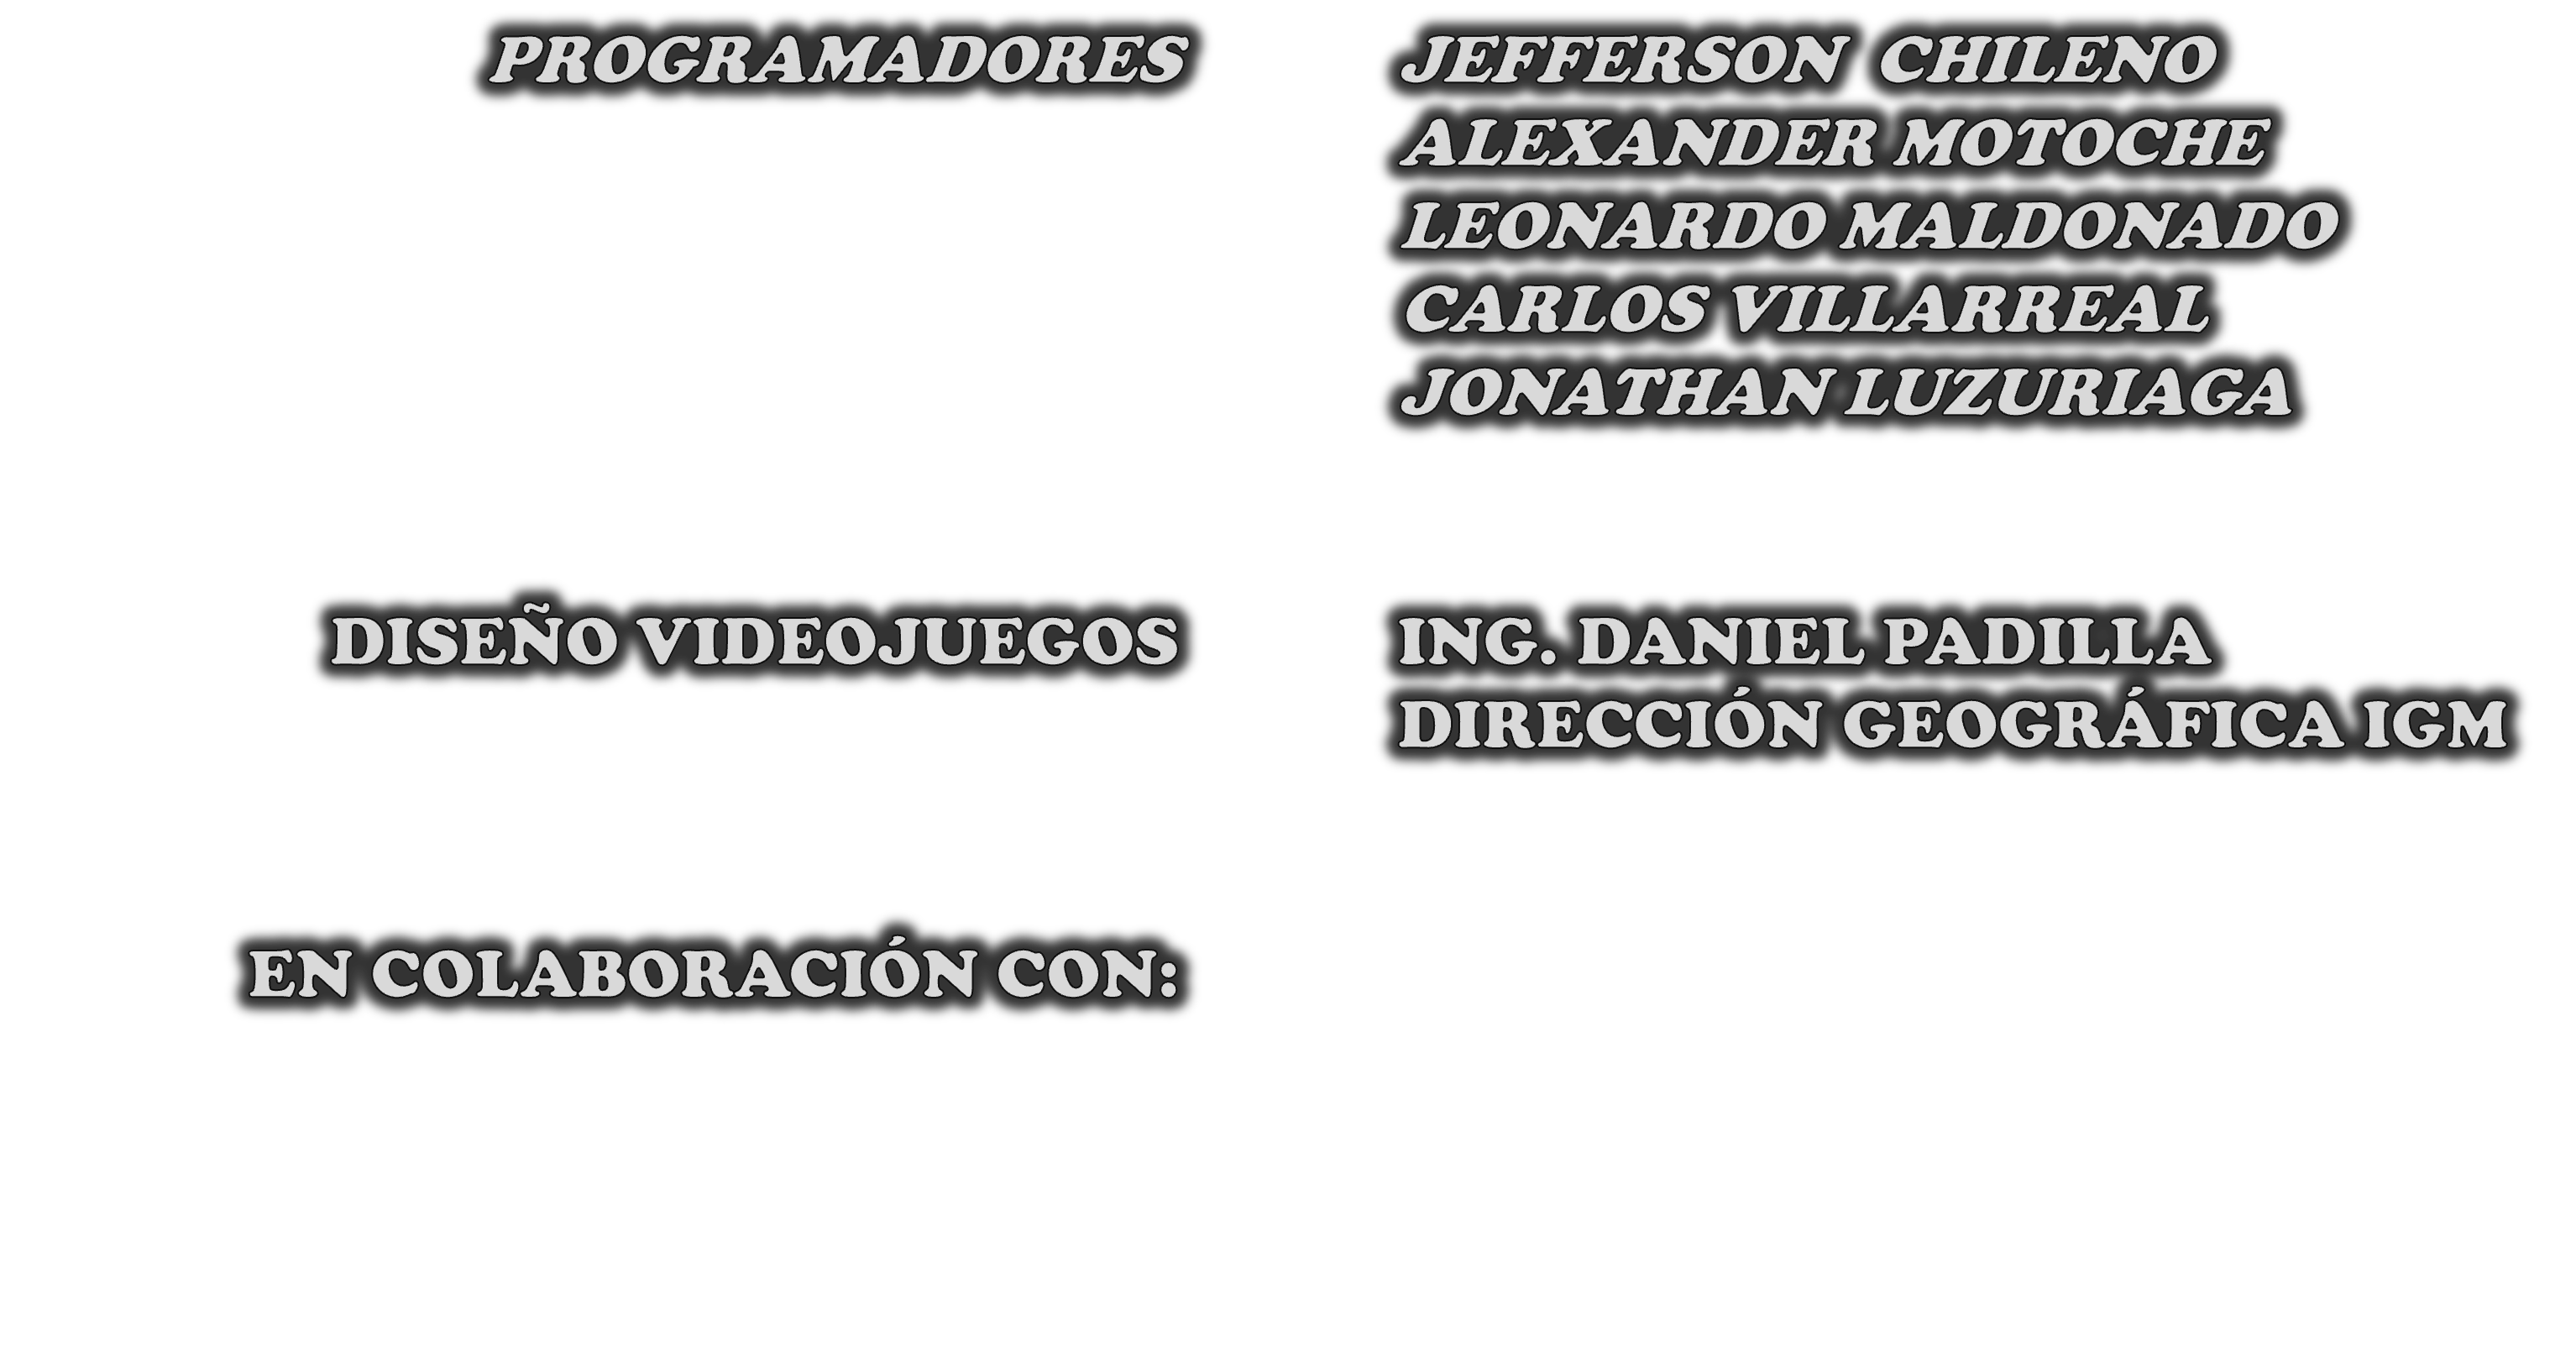 PROGRAMADORES JEFFERSON CHILENO
ALEXANDER MOTOCHE
LEONARDO MALDONADO
CARLOS VILLARREAL
JONATHAN LUZURIAGA
DISEÑO VIDEOJUEGOS ING. DANIEL PADILLA
DIRECCIÓN GEOGRÁFICA IGM
EN COLABORACIÓN CON: